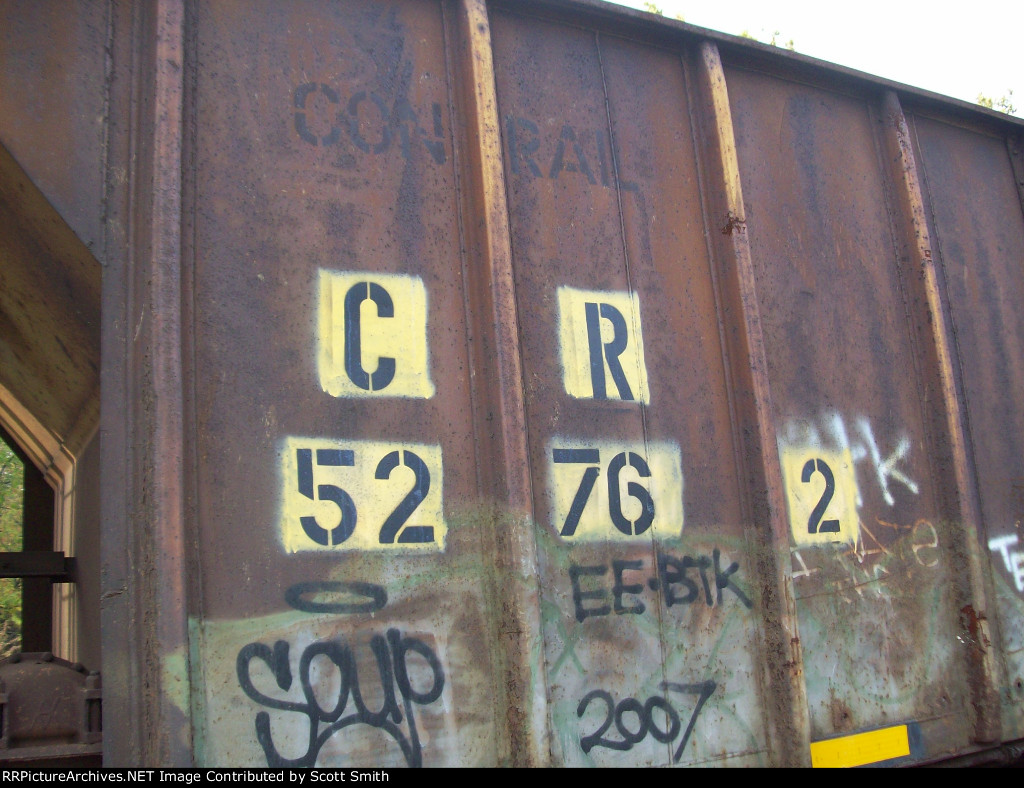 CONRAIL
C R
52 76 2
EE·BTK
SOUP
2007
RRPictureArchives.NET Image Contributed by Scott Smith